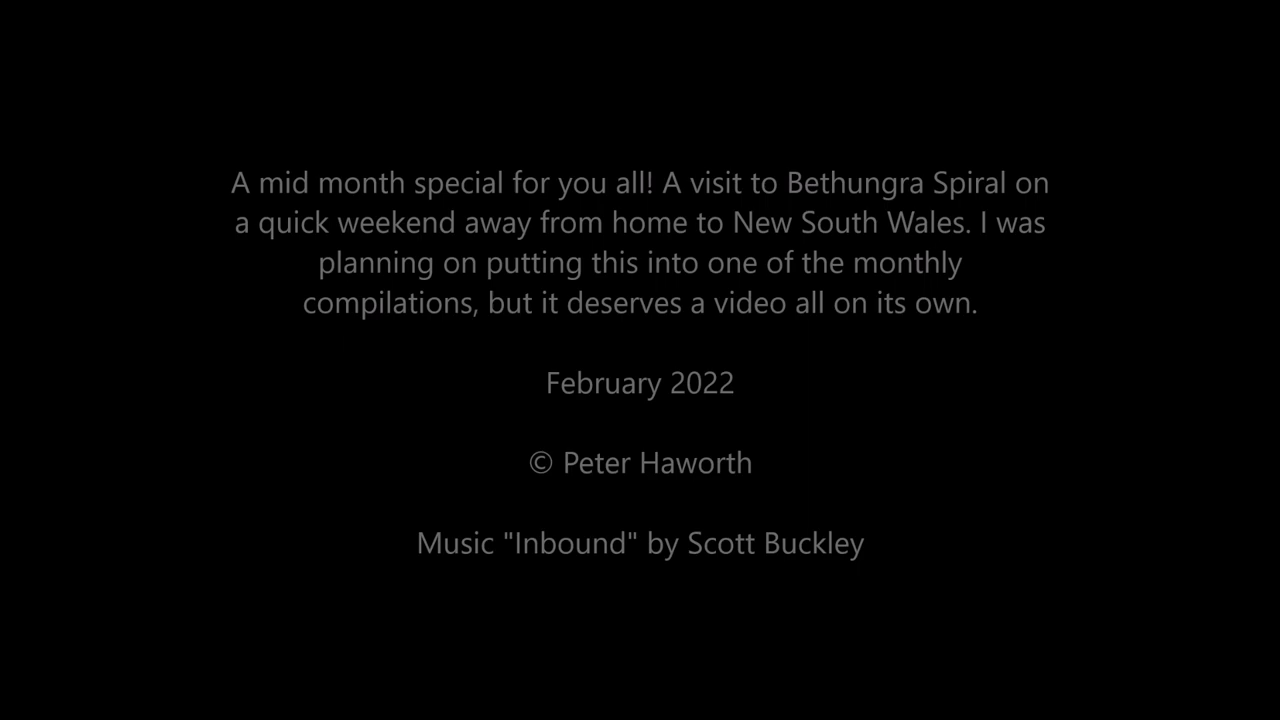 A mid month special for you all! A visit to Bethungra Spiral on
a quick weekend away from home to New South Wales. I was
planning on putting this into one of the monthly
compilations, but it deserves a video all on its own.
February 2022
© Peter Haworth
Music "Inbound" by Scott Buckley